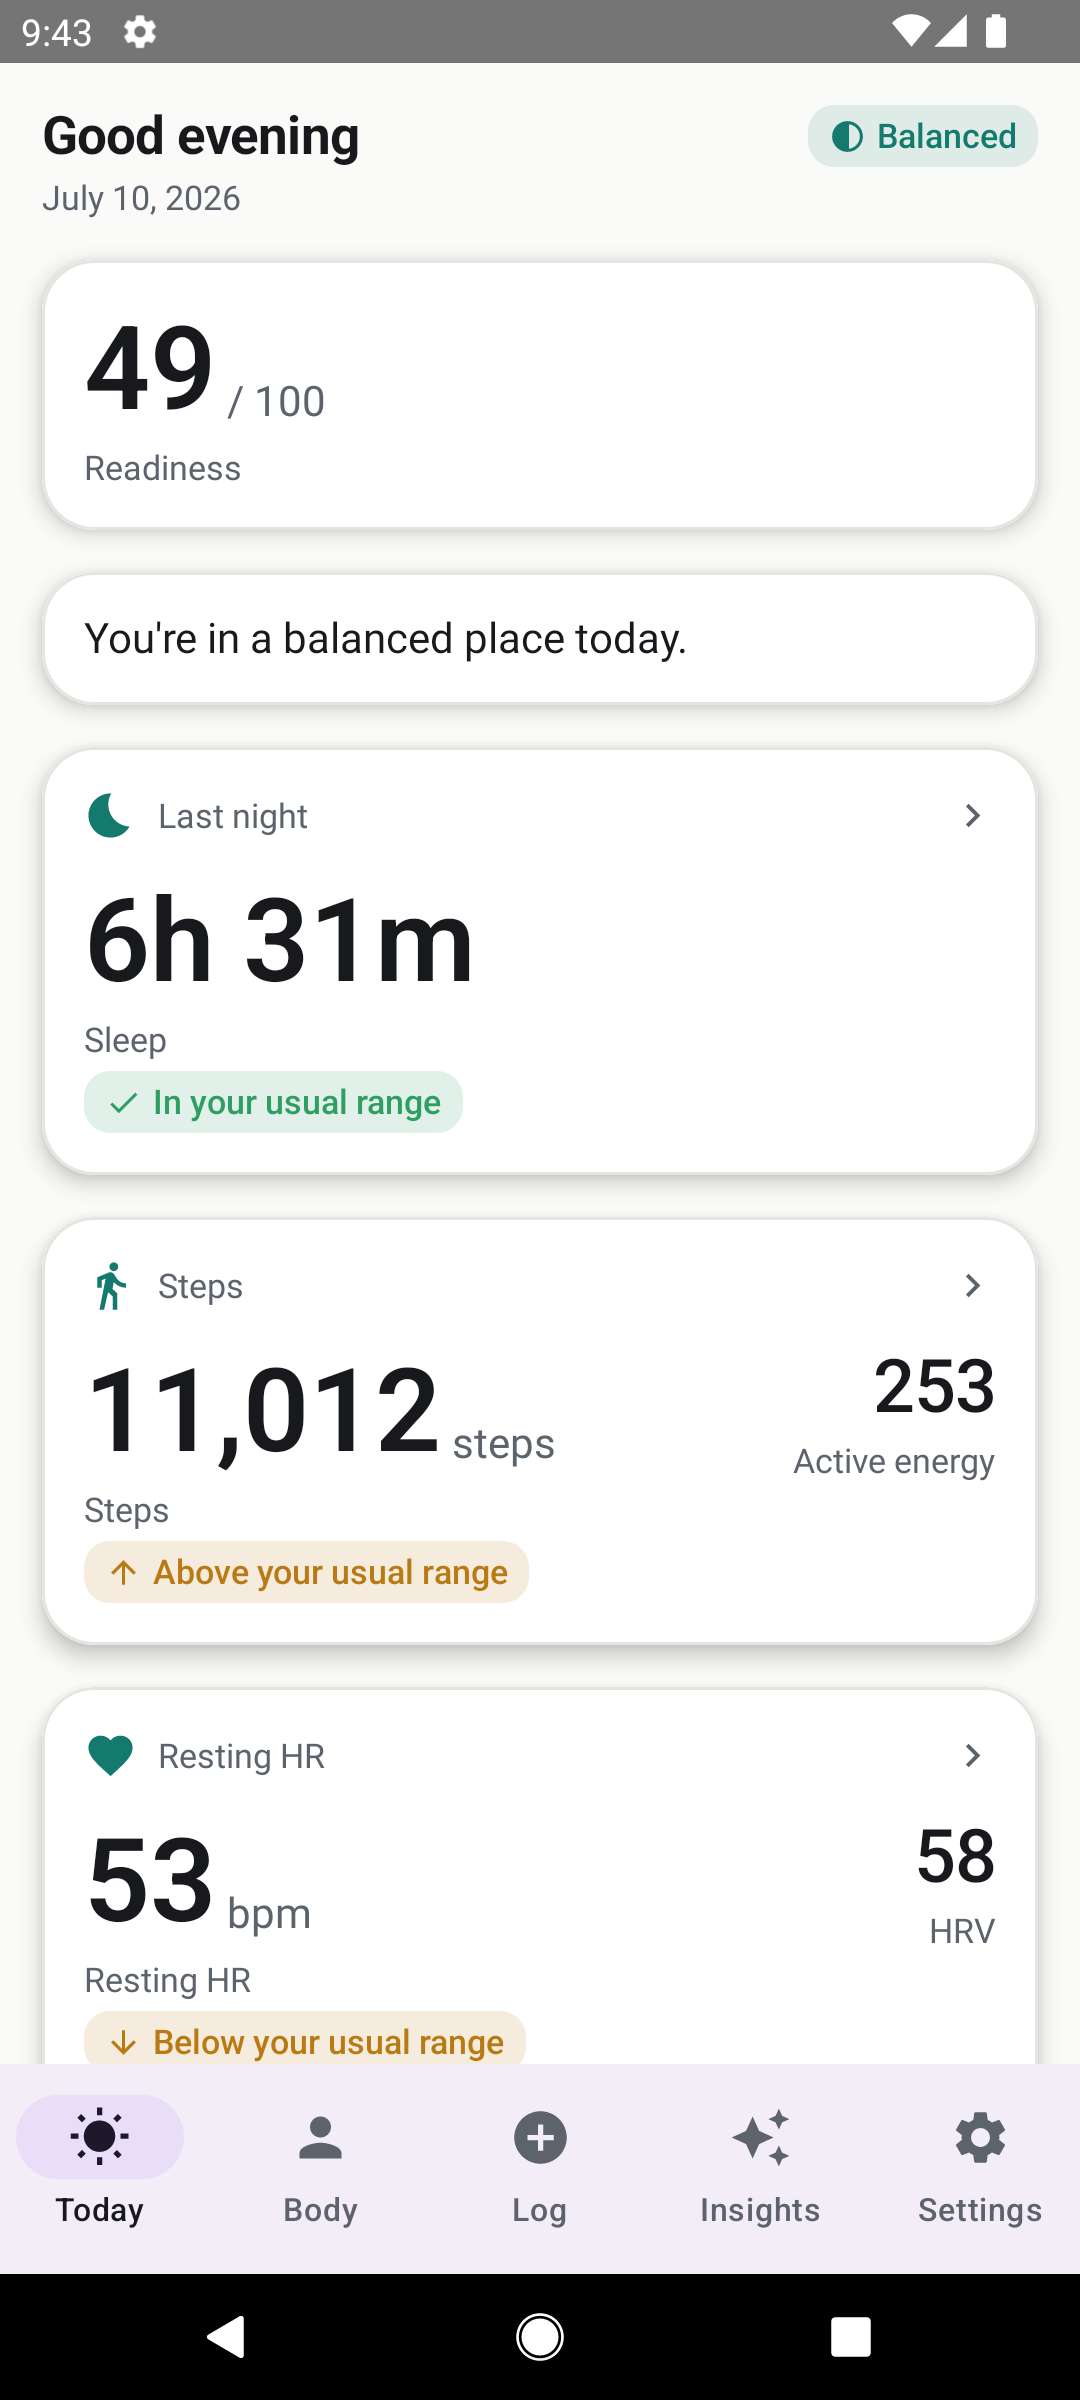 9:43
Good evening
Balanced
July 10, 2026
49 / 100
Readiness
You're in a balanced place today.
Last night
6h 31m
Sleep
In your usual range
Steps
11,012 steps
253
Active energy
Steps
Above your usual range
Resting HR
53 bpm
58
HRV
Resting HR
Below your usual range
Today
Body
Log
Insights
Settings